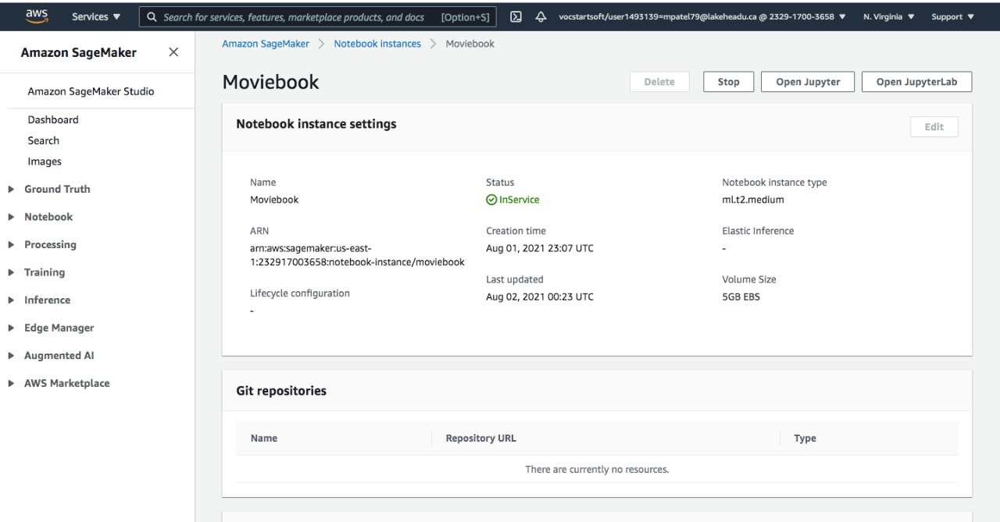 aws Services Search for services, features, marketplace products, and docs [Option+S] vocstartsoft/user1493139=mpatel79@lakeheadu.ca @ 2329-1700-3658 N. Virginia Support
Amazon SageMaker
Amazon SageMaker Studio
Dashboard
Search
Images
Ground Truth
Notebook
Processing
Training
Inference
Edge Manager
Augmented AI
AWS Marketplace
Amazon SageMaker Notebook instances Moviebook
Moviebook
Delete Stop Open Jupyter Open JupyterLab
Notebook instance settings
Edit
Name
Moviebook
ARN
arn:aws:sagemaker:us-east-
1:232917003658:notebook-instance/moviebook
Lifecycle configuration
-
Status
InService
Creation time
Aug 01, 2021 23:07 UTC
Last updated
Aug 02, 2021 00:23 UTC
Notebook instance type
ml.t2.medium
Elastic Inference
-
Volume Size
5GB EBS
Git repositories
Name Repository URL Type
There are currently no resources.